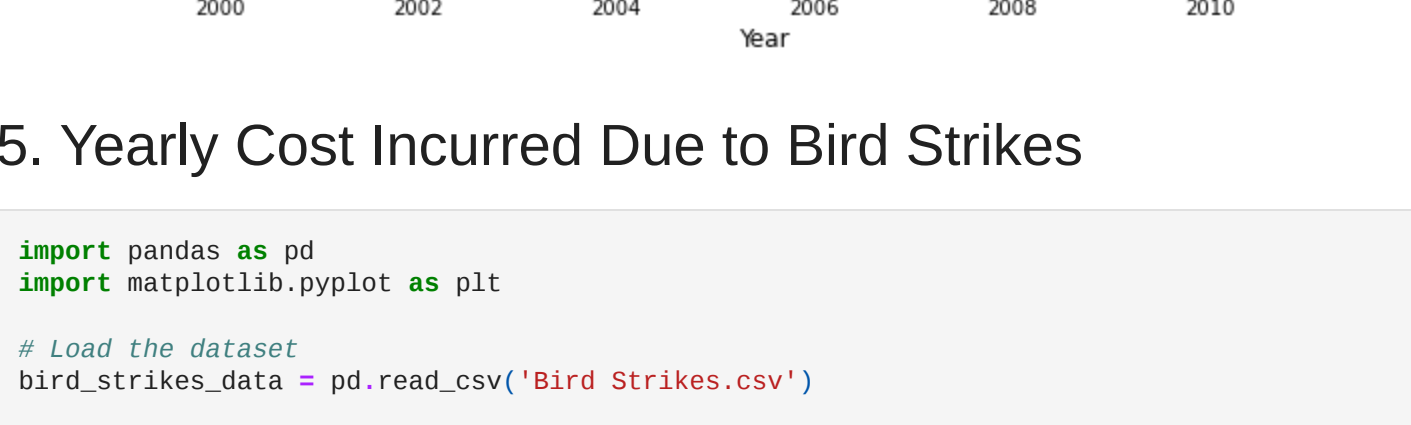 2000 2002 2004 2006 2008 2010
Year
5. Yearly Cost Incurred Due to Bird Strikes
import pandas as pd
import matplotlib.pyplot as plt
# Load the dataset
bird_strikes_data = pd.read_csv('Bird Strikes.csv')